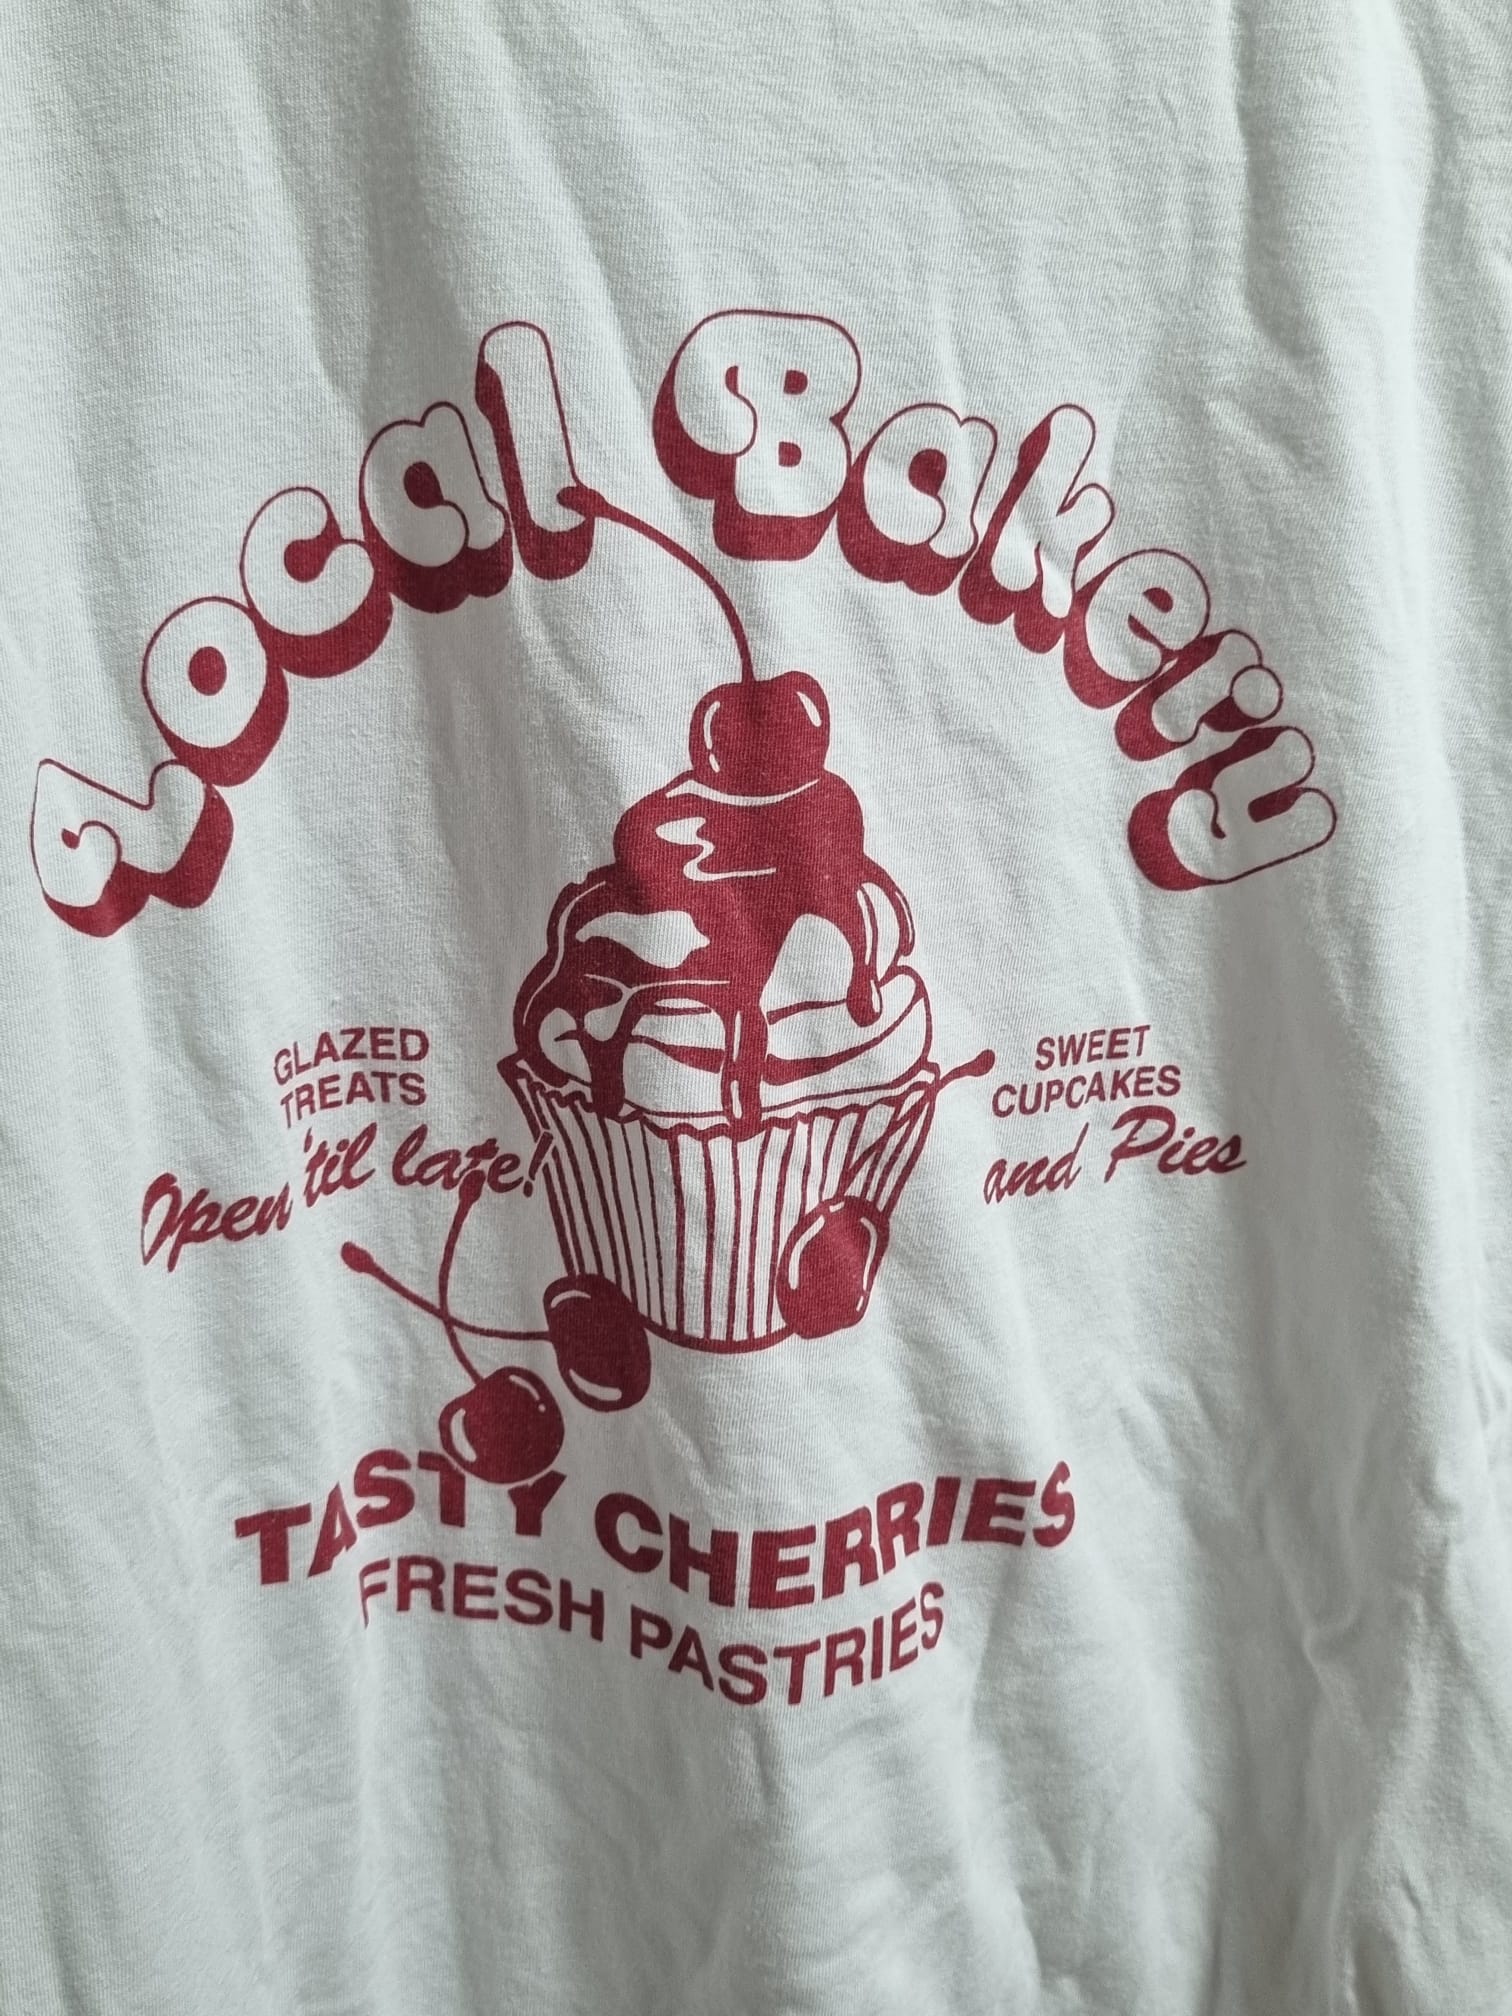 Local Bakery
GLAZED
TREATS
Open 'til late!
SWEET
CUPCAKES
and Pies
TASTY CHERRIES
FRESH PASTRIES